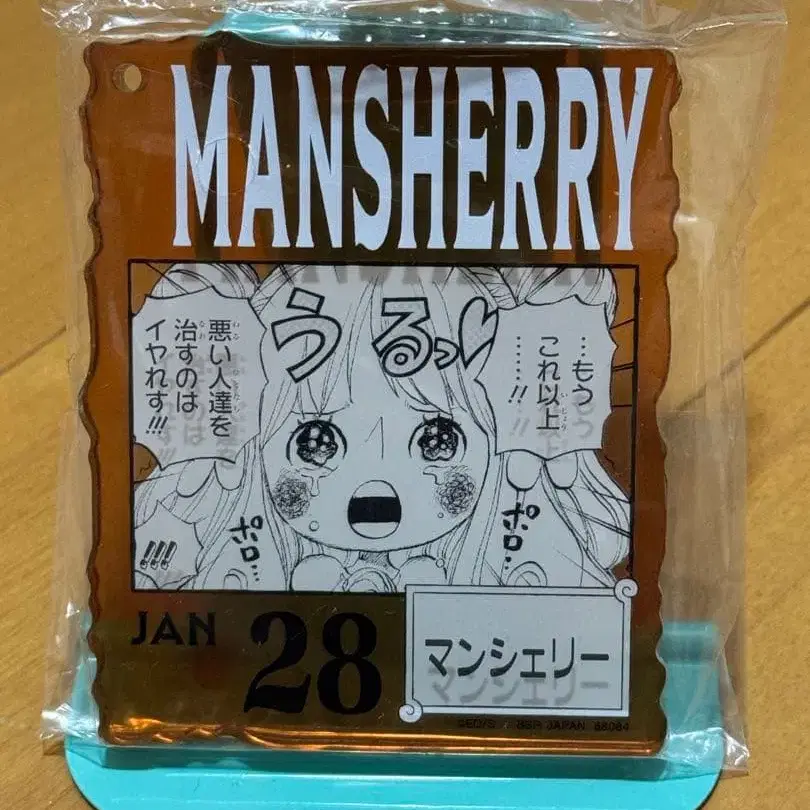 MANSHERRY
…もう
これ以上
……!!
うるっ♡
悪い人達を
治すのは
イヤれす!!!
ポロ…
ポロ…
!!!
JAN 28
マンシェリー